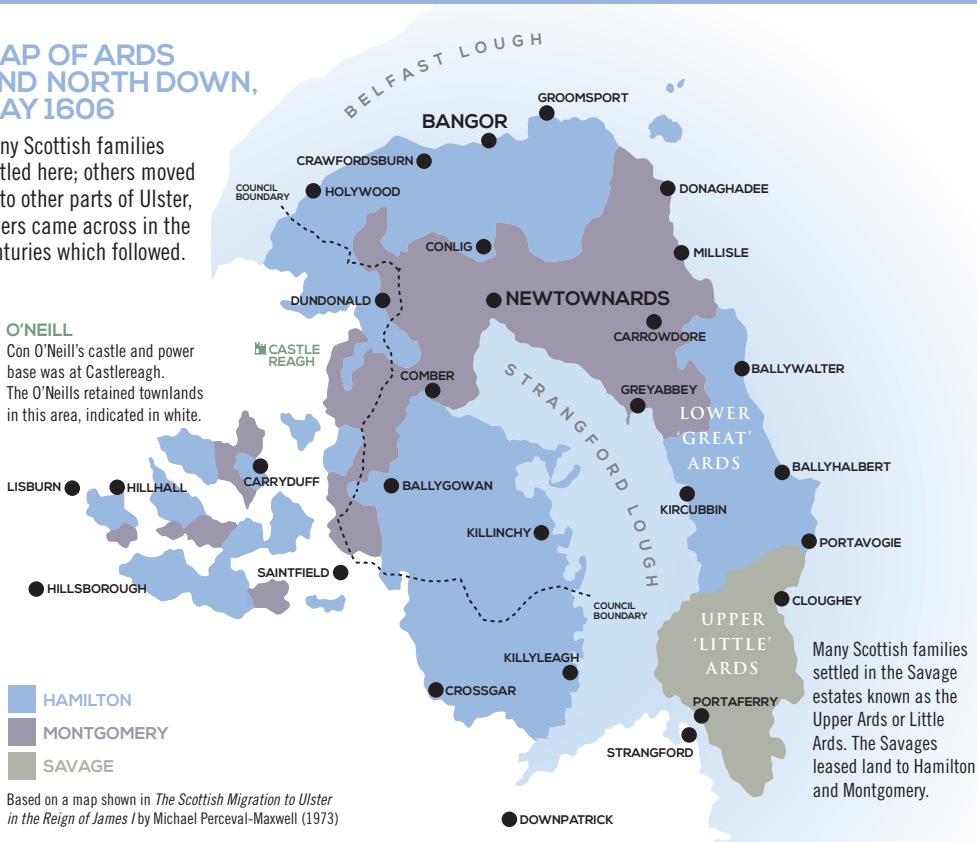 AP OF ARDS
ND NORTH DOWN,
AY 1606
ny Scottish families
tled here; others moved
to other parts of Ulster,
ers came across in the
nturies which followed.
BELFAST LOUGH
GROOMSPORT
BANGOR
CRAWFORDSBURN
COUNCIL
BOUNDARY
HOLYWOOD
DONAGHADEE
CONLIG
MILLISLE
DUNDONALD
NEWTOWNARDS
CARROWDORE
O'NEILL
Con O'Neill's castle and power
base was at Castlereagh.
The O'Neills retained townlands
in this area, indicated in white.
CASTLE
REAGH
COMBER
STRANGFORD LOUGH
BALLYWALTER
GREYABBEY
LOWER
'GREAT'
ARDS
BALLYHALBERT
LISBURN
HILLHALL
CARRYDUFF
BALLYGOWAN
KIRCUBBIN
KILLINCHY
PORTAVOGIE
HILLSBOROUGH
SAINTFIELD
COUNCIL
BOUNDARY
CLOUGHEY
UPPER
'LITTLE'
ARDS
KILLYLEAGH
CROSSGAR
PORTAFERRY
STRANGFORD
Many Scottish families
settled in the Savage
estates known as the
Upper Ards or Little
Ards. The Savages
leased land to Hamilton
and Montgomery.
HAMILTON
MONTGOMERY
SAVAGE
Based on a map shown in The Scottish Migration to Ulster
in the Reign of James I by Michael Perceval-Maxwell (1973)
DOWNPATRICK